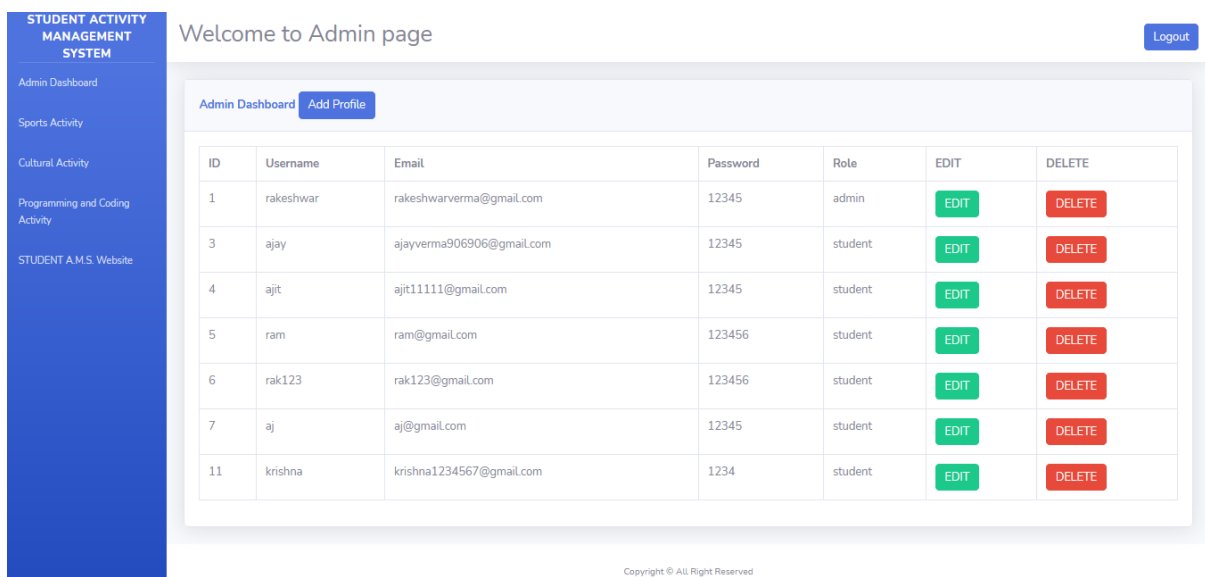 STUDENT ACTIVITY
MANAGEMENT
SYSTEM
Admin Dashboard
Sports Activity
Cultural Activity
Programming and Coding
Activity
STUDENT A.M.S. Website
Welcome to Admin page
Logout
Admin Dashboard Add Profile
ID Username Email Password Role EDIT DELETE
1 rakeshwar rakeshwarverma@gmail.com 12345 admin EDIT DELETE
3 ajay ajayverma906906@gmail.com 12345 student EDIT DELETE
4 ajit ajit11111@gmail.com 12345 student EDIT DELETE
5 ram ram@gmail.com 123456 student EDIT DELETE
6 rak123 rak123@gmail.com 123456 student EDIT DELETE
7 aj aj@gmail.com 12345 student EDIT DELETE
11 krishna krishna1234567@gmail.com 1234 student EDIT DELETE
Copyright © All Right Reserved